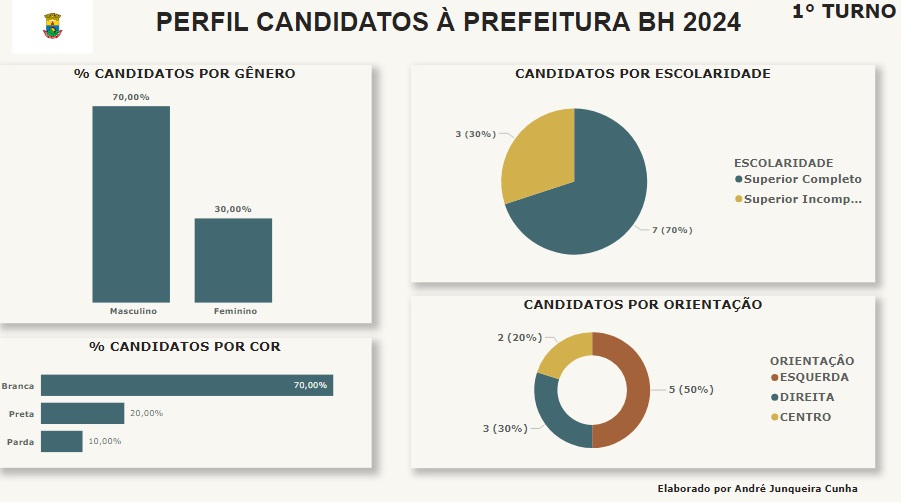 PERFIL CANDIDATOS À PREFEITURA BH 2024
1° TURNO
% CANDIDATOS POR GÊNERO
70,00%
30,00%
Masculino
Feminino
% CANDIDATOS POR COR
Branca
70,00%
Preta
20,00%
Parda
10,00%
CANDIDATOS POR ESCOLARIDADE
3 (30%)
7 (70%)
ESCOLARIDADE
Superior Completo
Superior Incomp...
CANDIDATOS POR ORIENTAÇÃO
2 (20%)
5 (50%)
3 (30%)
ORIENTAÇÃO
ESQUERDA
DIREITA
CENTRO
Elaborado por André Junqueira Cunha